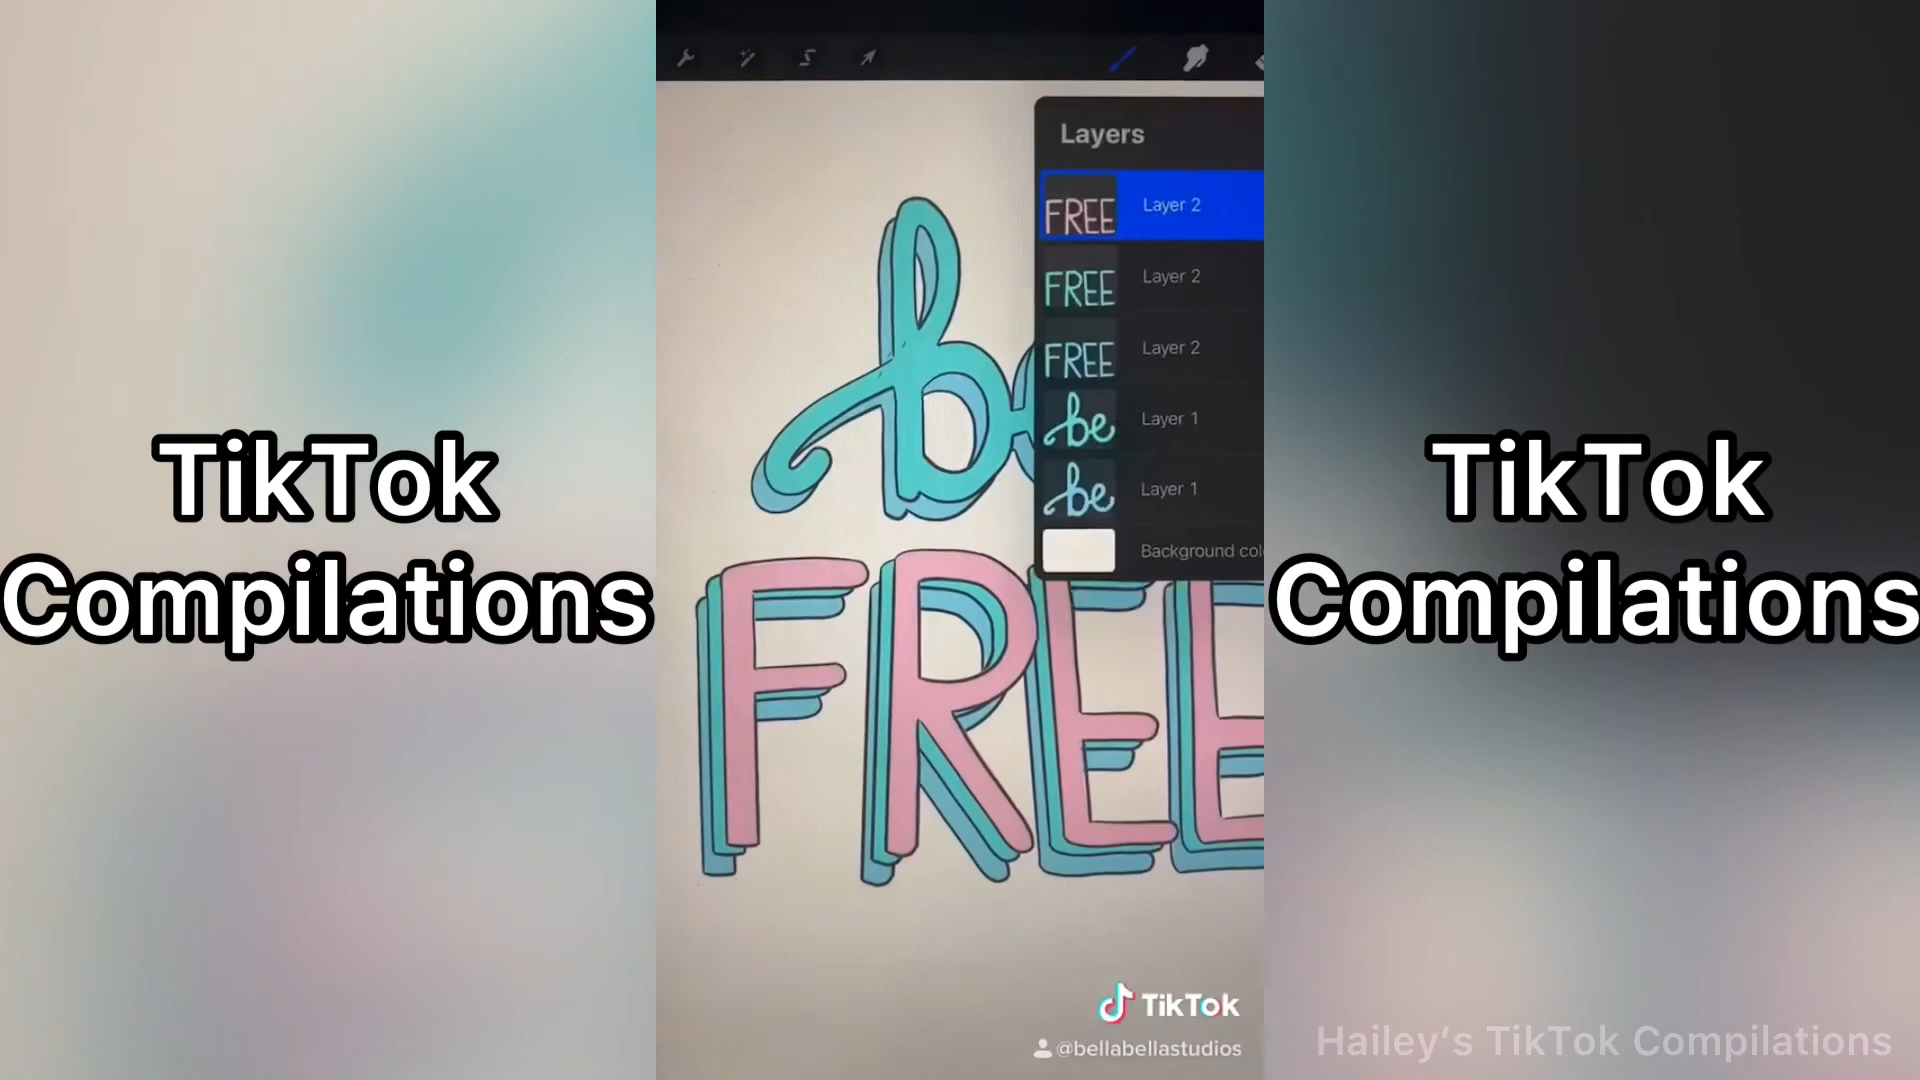 TikTok
Compilations
Layers
FREE
Layer 2
FREE
Layer 2
FREE
Layer 2
be
Layer 1
be
Layer 1
Background col
be
FREE
TikTok
@bellabellastudios
TikTok
Compilations
Hailey's TikTok Compilations